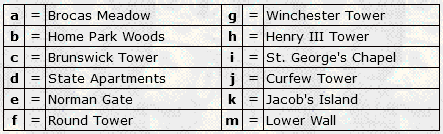 a = Brocas Meadow g = Winchester Tower
b = Home Park Woods h = Henry III Tower
c = Brunswick Tower i = St. George's Chapel
d = State Apartments j = Curfew Tower
e = Norman Gate k = Jacob's Island
f = Round Tower m = Lower Wall